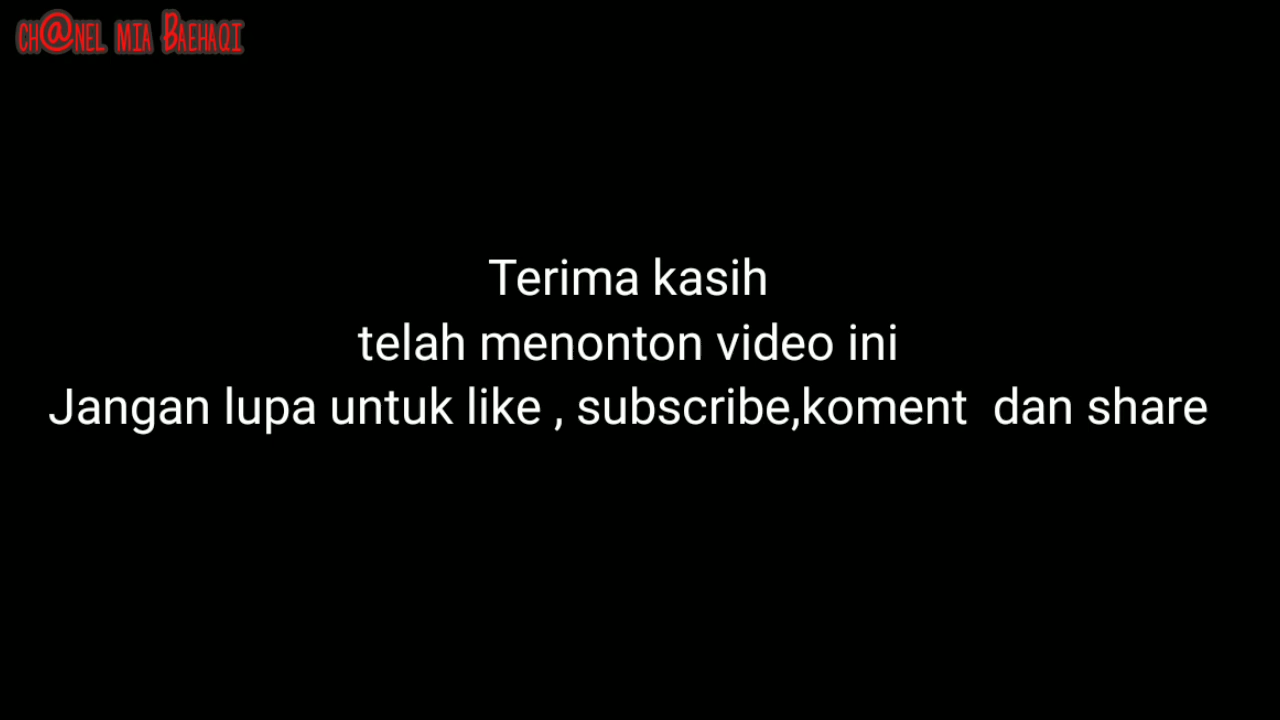 ch@nel mia Baehaqi
Terima kasih
telah menonton video ini
Jangan lupa untuk like , subscribe,koment  dan share